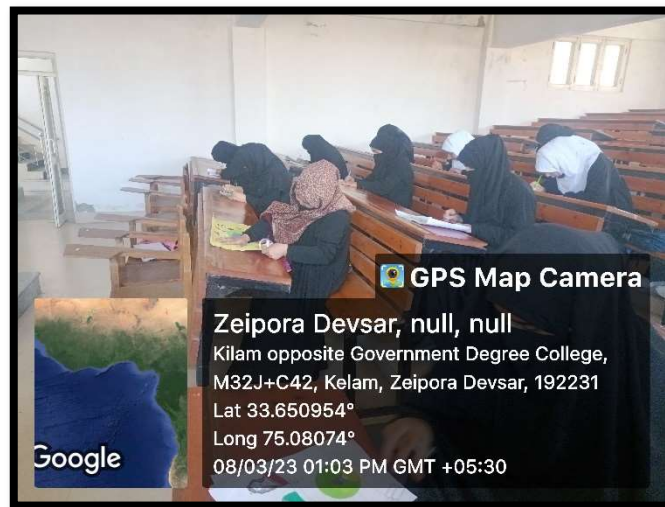 GPS Map Camera
Zeipora Devsar, null, null
Kilam opposite Government Degree College,
M32J+C42, Kelam, Zeipora Devsar, 192231
Lat 33.650954°
Long 75.08074°
08/03/23 01:03 PM GMT +05:30
Google